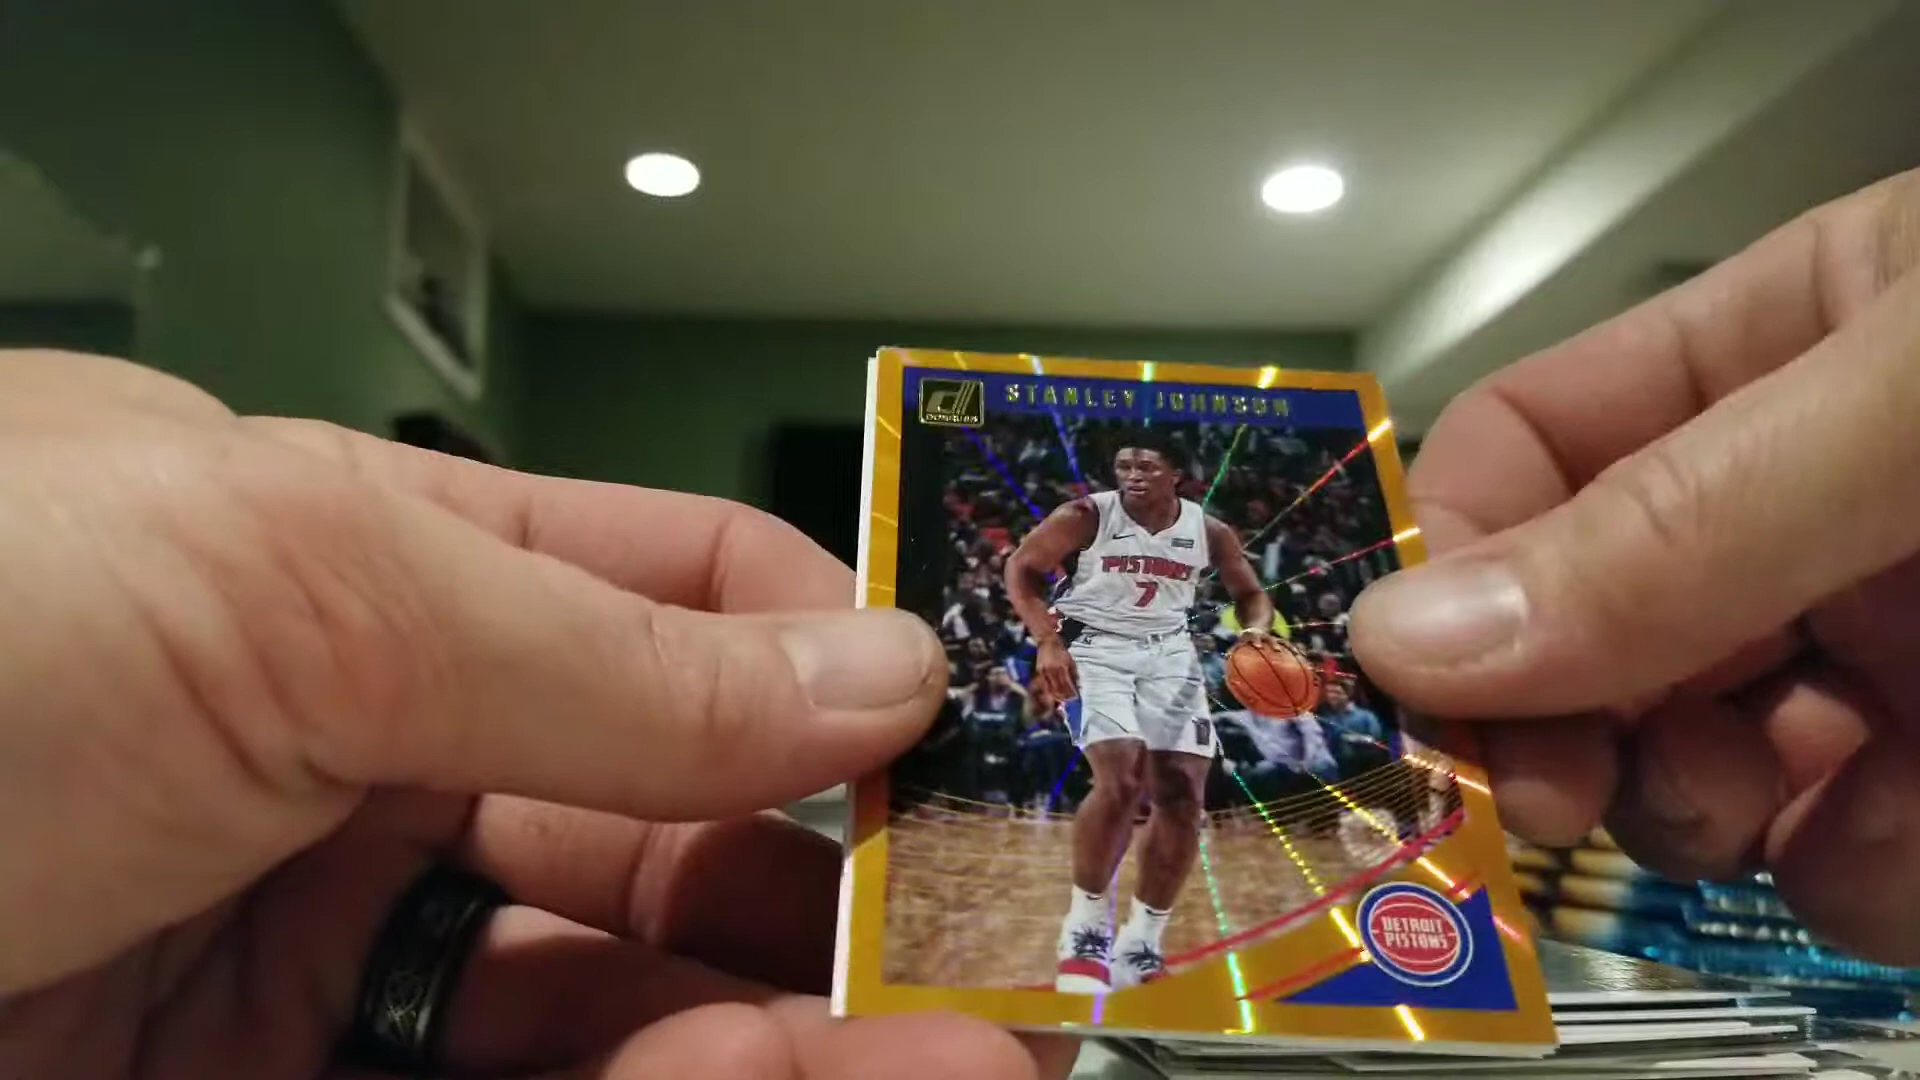 DONRUSS
STANLEY JOHNSON
PISTONS
7
DETROIT
PISTONS